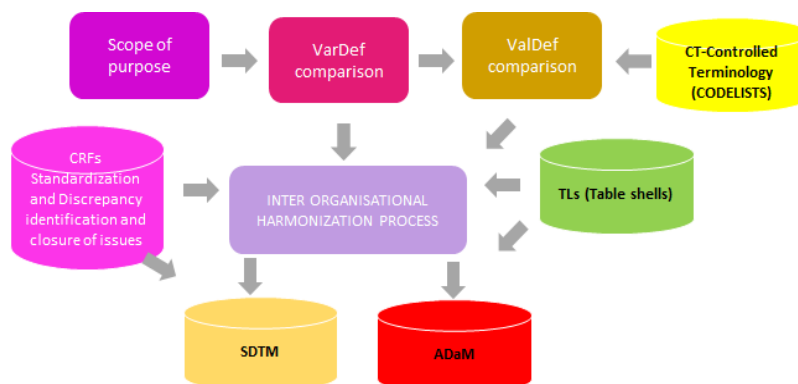 Scope of
purpose
VarDef
comparison
ValDef
comparison
CT-Controlled
Terminology
(CODELISTS)
CRFs
Standardization
and Discrepancy
identification and
closure of issues
INTER ORGANISATIONAL
HARMONIZATION PROCESS
TLs (Table shells)
SDTM
ADaM